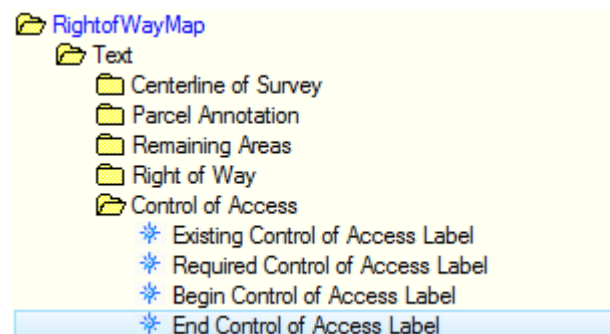 RightofWayMap
Text
Centerline of Survey
Parcel Annotation
Remaining Areas
Right of Way
Control of Access
Existing Control of Access Label
Required Control of Access Label
Begin Control of Access Label
End Control of Access Label